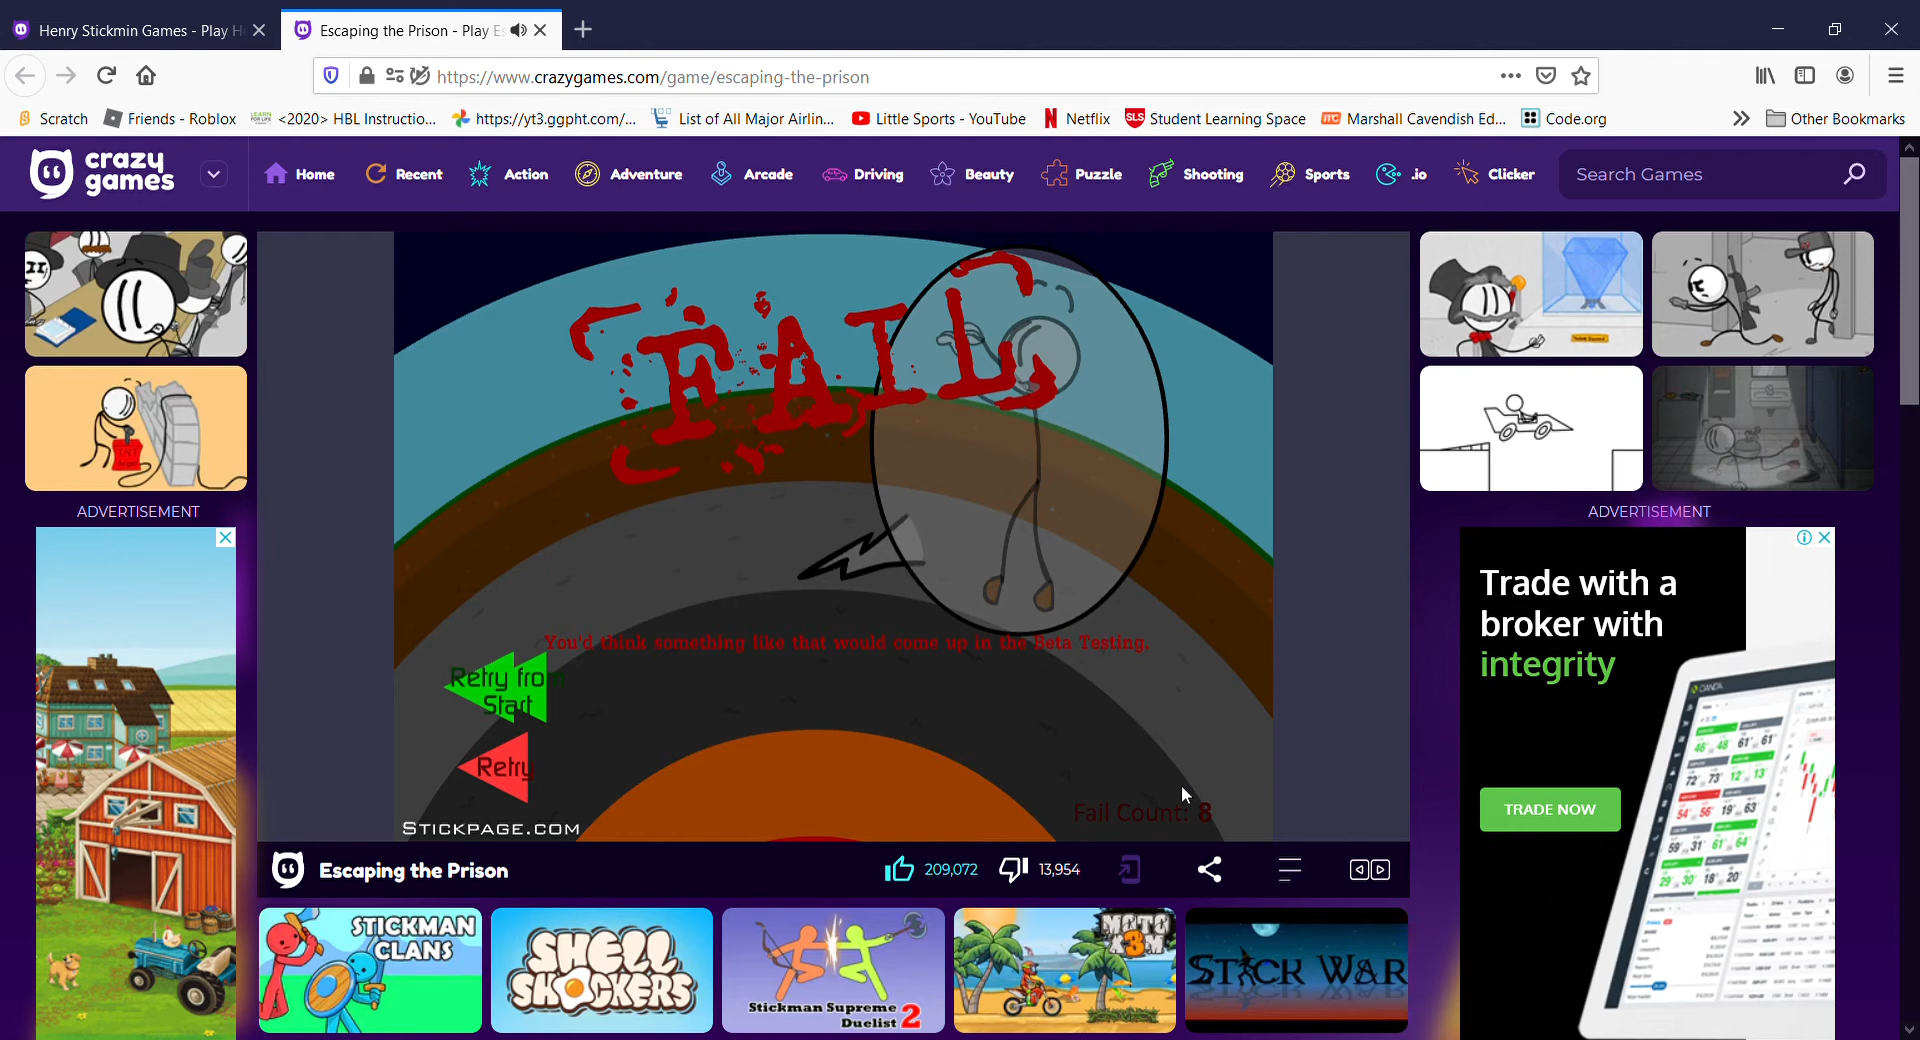 Henry Stickmin Games - Play H
Escaping the Prison - Play Es
https://www.crazygames.com/game/escaping-the-prison
Scratch
Friends - Roblox
<2020> HBL Instructio...
https://yt3.ggpht.com/...
List of All Major Airlin...
Little Sports - YouTube
Netflix
SLS
Student Learning Space
mc
Marshall Cavendish Ed...
Code.org
Other Bookmarks
crazy games
Home
Recent
Action
Adventure
Arcade
Driving
Beauty
Puzzle
Shooting
Sports
.io
Clicker
Search Games
FAIL
You'd think something like that would come up in the Beta Testing.
Retry from
Start
Retry
Fail Count: 8
STICKPAGE.COM
TNT
ADVERTISEMENT
ADVERTISEMENT
Trade with a
broker with
integrity
TRADE NOW
OANDA
Escaping the Prison
209,072
13,954
STICKMAN
CLANS
SHELL
SHOCKERS
Stickman Supreme
Duelist 2
MOTO
X3M
STICK WAR